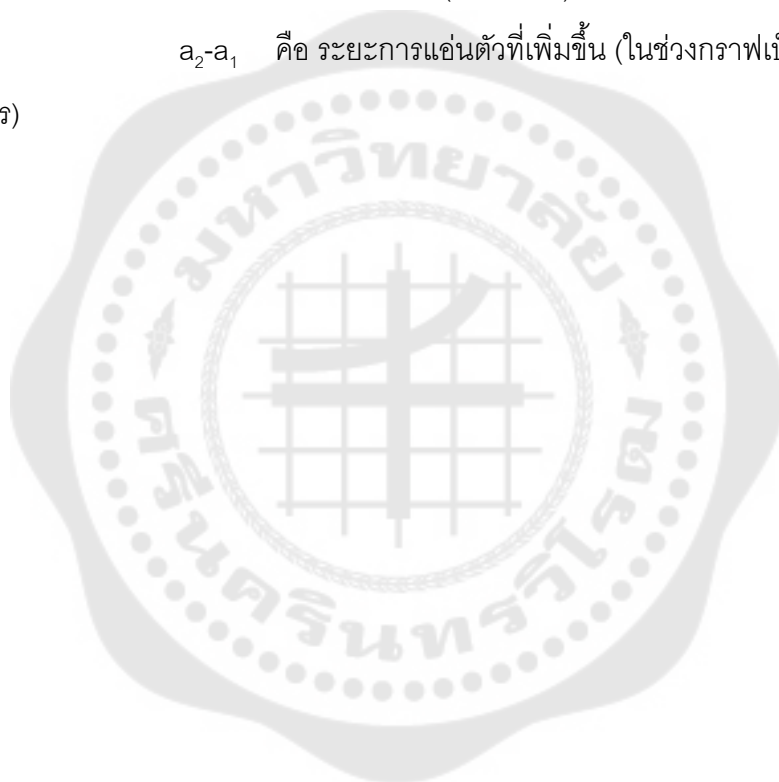 a₂-a₁ คือ ระยะการแอ่นตัวที่เพิ่มขึ้น (ในช่วงกราฟเป็
ร)
มหาวิทยาลัย
ศรีนครินทรวิโรฒ